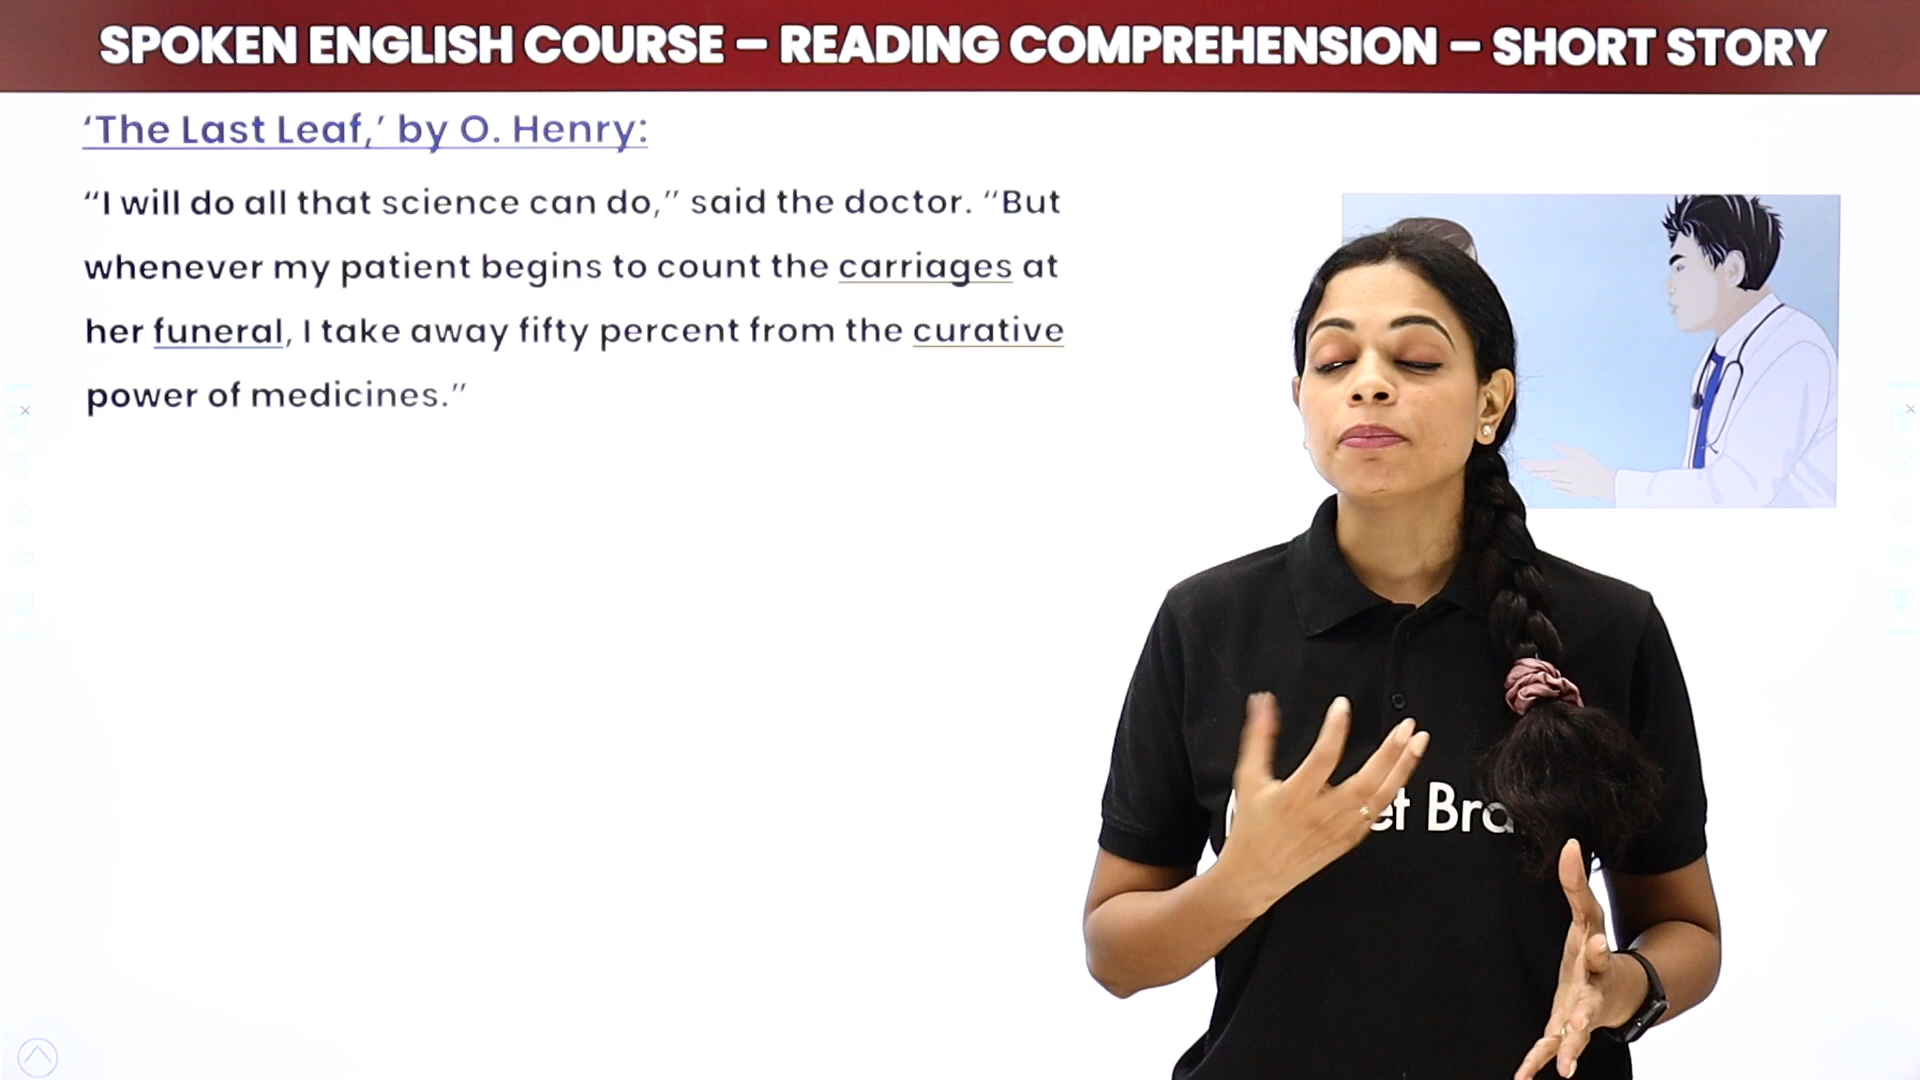 SPOKEN ENGLISH COURSE – READING COMPREHENSION – SHORT STORY
‘The Last Leaf,’ by O. Henry:
“I will do all that science can do,” said the doctor. “But
whenever my patient begins to count the carriages at
her funeral, I take away fifty percent from the curative
power of medicines.”